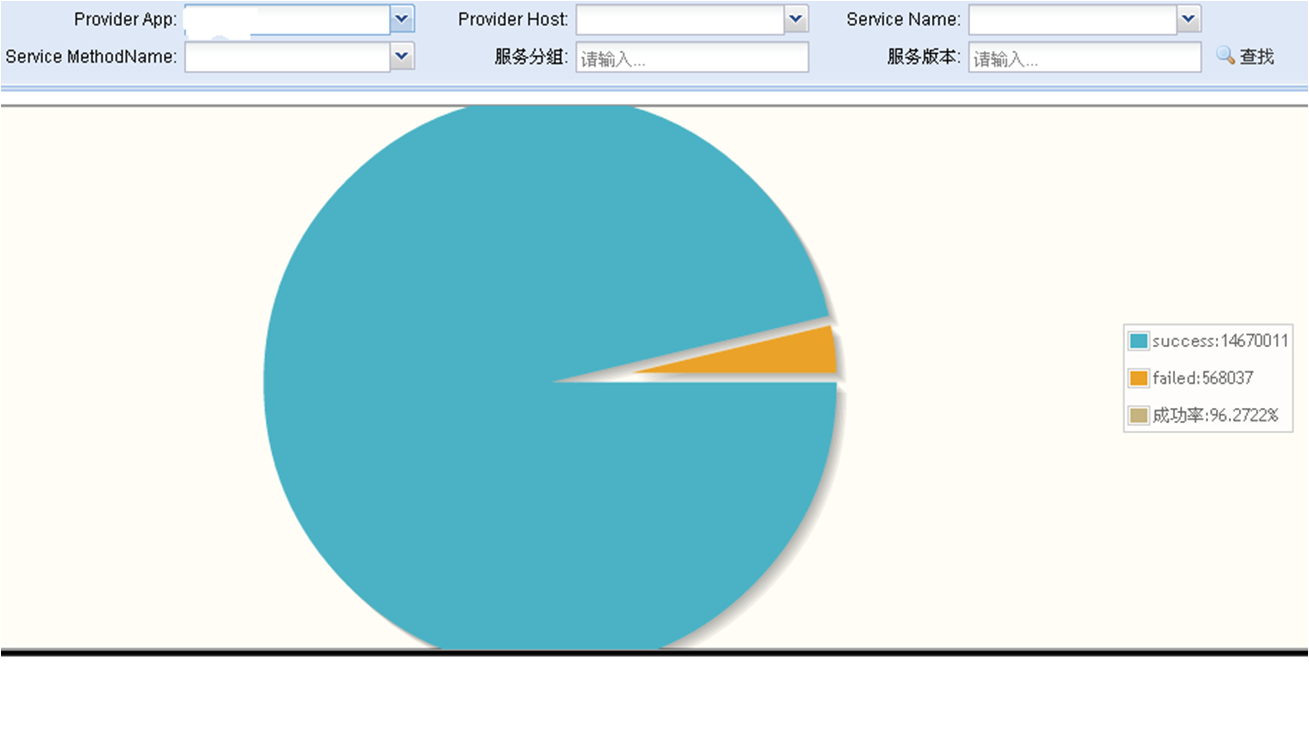 Provider App: Provider Host: Service Name:
Service MethodName: 服务分组: 请输入... 服务版本: 请输入... 查找
success:14670011
failed:568037
成功率:96.2722%